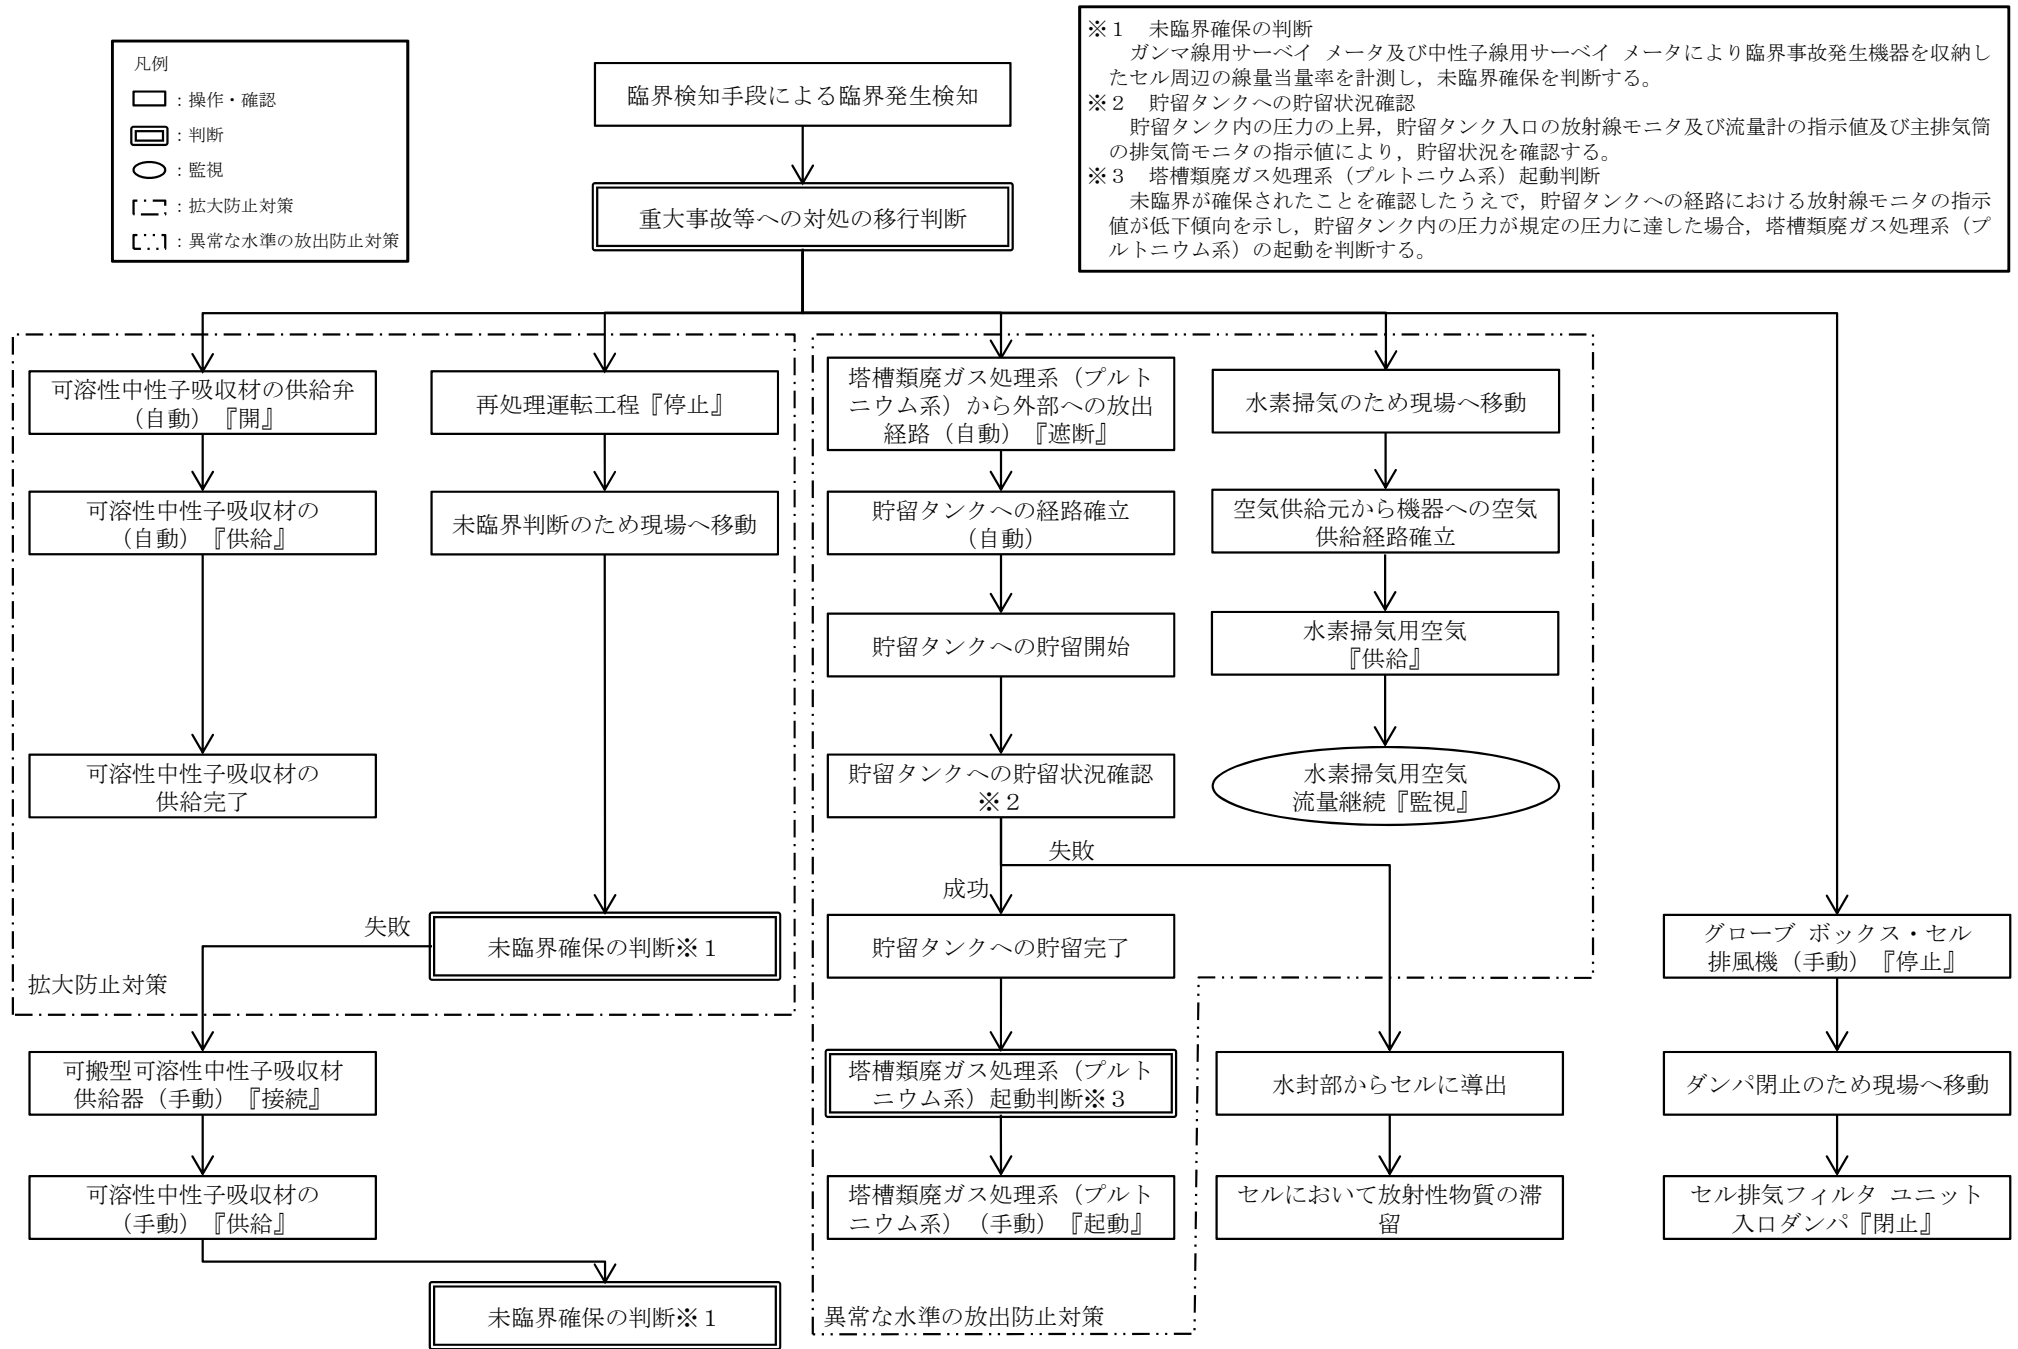 凡例
：操作・確認
：判断
：監視
：拡大防止対策
：異常な水準の放出防止対策
※１　未臨界確保の判断
ガンマ線用サーベイ メータ及び中性子線用サーベイ メータにより臨界事故発生機器を収納し
たセル周辺の線量当量率を計測し，未臨界確保を判断する。
※２　貯留タンクへの貯留状況確認
貯留タンク内の圧力の上昇，貯留タンク入口の放射線モニタ及び流量計の指示値及び主排気筒
の排気筒モニタの指示値により，貯留状況を確認する。
※３　塔槽類廃ガス処理系（プルトニウム系）起動判断
未臨界が確保されたことを確認したうえで，貯留タンクへの経路における放射線モニタの指示
値が低下傾向を示し，貯留タンク内の圧力が規定の圧力に達した場合，塔槽類廃ガス処理系（プ
ルトニウム系）の起動を判断する。
臨界検知手段による臨界発生検知
重大事故等への対処の移行判断
可溶性中性子吸収材の供給弁
（自動）『開』
可溶性中性子吸収材の
（自動）『供給』
可溶性中性子吸収材の
供給完了
再処理運転工程『停止』
未臨界判断のため現場へ移動
未臨界確保の判断※１
失敗
拡大防止対策
可搬型可溶性中性子吸収材
供給器（手動）『接続』
可溶性中性子吸収材の
（手動）『供給』
未臨界確保の判断※１
塔槽類廃ガス処理系（プルト
ニウム系）から外部への放出
経路（自動）『遮断』
貯留タンクへの経路確立
（自動）
貯留タンクへの貯留開始
貯留タンクへの貯留状況確認
※２
失敗
成功
貯留タンクへの貯留完了
塔槽類廃ガス処理系（プルト
ニウム系）起動判断※３
塔槽類廃ガス処理系（プルト
ニウム系）（手動）『起動』
異常な水準の放出防止対策
水素掃気のため現場へ移動
空気供給元から機器への空気
供給経路確立
水素掃気用空気
『供給』
水素掃気用空気
流量継続『監視』
水封部からセルに導出
セルにおいて放射性物質の滞
留
グローブ ボックス・セル
排風機（手動）『停止』
ダンパ閉止のため現場へ移動
セル排気フィルタ ユニット
入口ダンパ『閉止』